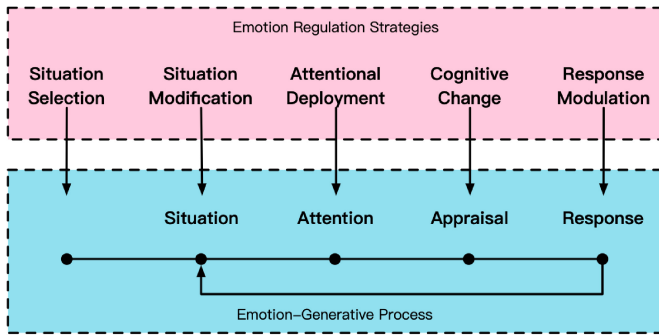 Emotion Regulation Strategies
Situation Selection
Situation Modification
Attentional Deployment
Cognitive Change
Response Modulation
Situation
Attention
Appraisal
Response
Emotion-Generative Process